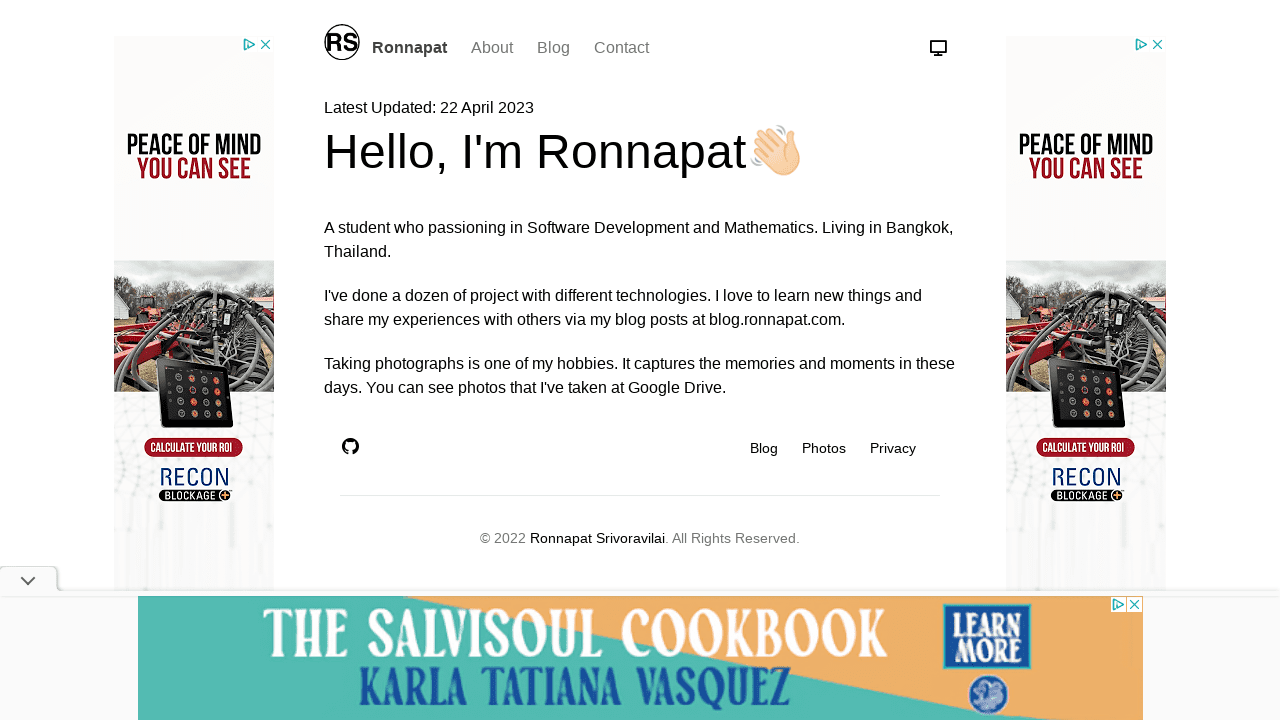 RS
Ronnapat
About
Blog
Contact
Latest Updated: 22 April 2023
Hello, I'm Ronnapat
A student who passioning in Software Development and Mathematics. Living in Bangkok,
Thailand.
I've done a dozen of project with different technologies. I love to learn new things and
share my experiences with others via my blog posts at blog.ronnapat.com.
Taking photographs is one of my hobbies. It captures the memories and moments in these
days. You can see photos that I've taken at Google Drive.
Blog
Photos
Privacy
© 2022 Ronnapat Srivoravilai. All Rights Reserved.
PEACE OF MIND
YOU CAN SEE
CALCULATE YOUR ROI
RECON
BLOCKAGE
PEACE OF MIND
YOU CAN SEE
CALCULATE YOUR ROI
RECON
BLOCKAGE
THE SALVISOUL COOKBOOK
KARLA TATIANA VASQUEZ
LEARN
MORE